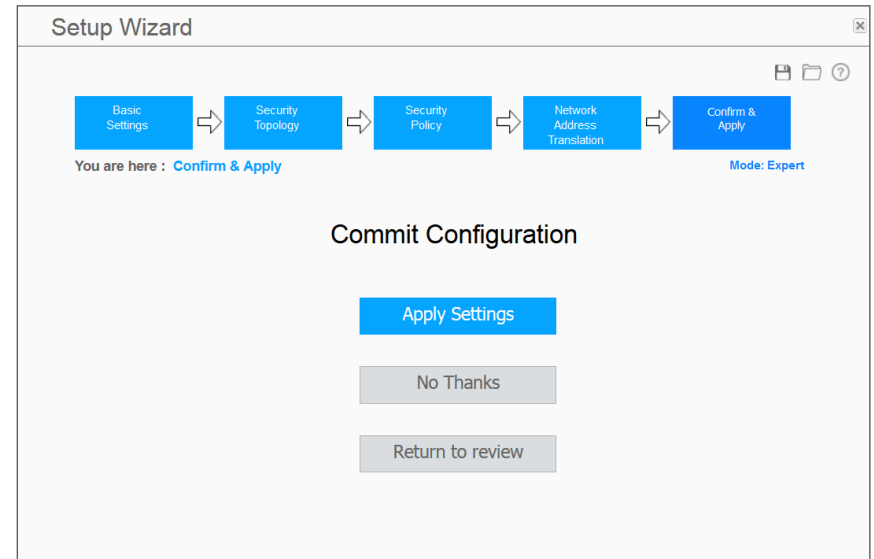 Setup Wizard
Basic
Settings
Security
Topology
Security
Policy
Network
Address
Translation
Confirm &
Apply
You are here : Confirm & Apply
Mode: Expert
Commit Configuration
Apply Settings
No Thanks
Return to review